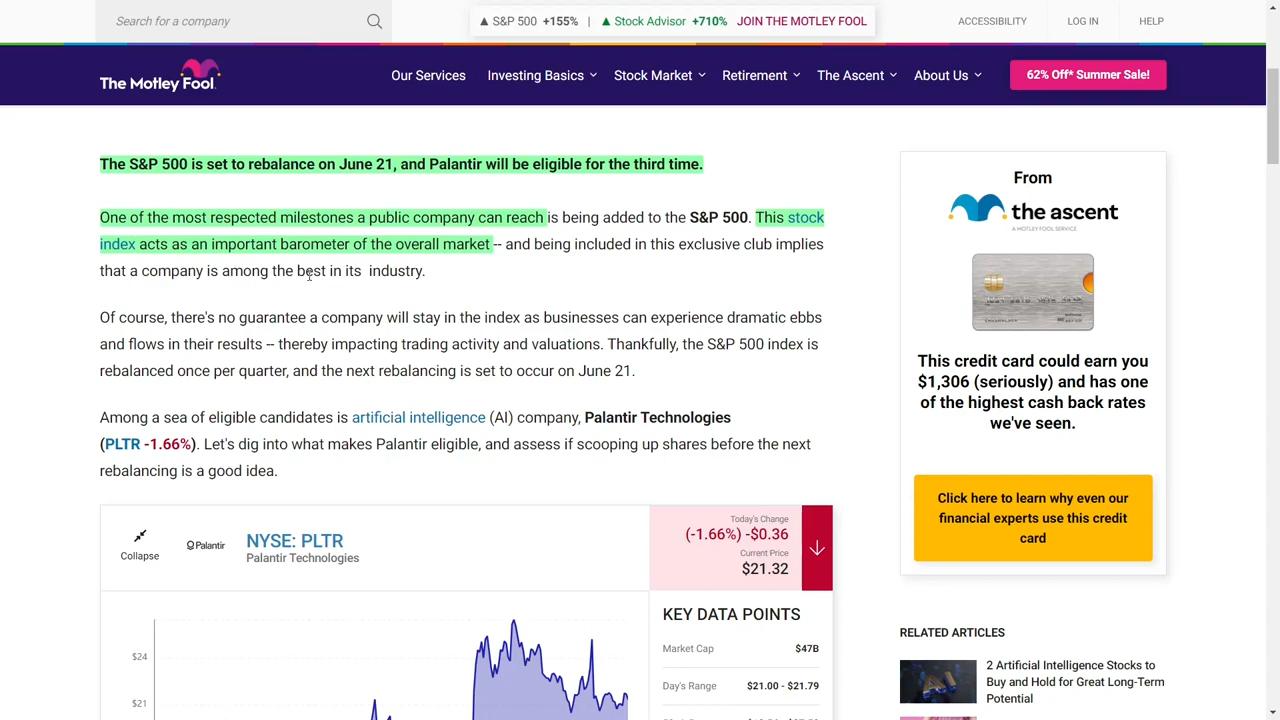 Search for a company
▲ S&P 500 +155% | ▲ Stock Advisor +710% JOIN THE MOTLEY FOOL
ACCESSIBILITY LOG IN HELP
The Motley Fool.
Our Services Investing Basics Stock Market Retirement The Ascent About Us 62% Off* Summer Sale!
The S&P 500 is set to rebalance on June 21, and Palantir will be eligible for the third time.
One of the most respected milestones a public company can reach is being added to the S&P 500. This stock
index acts as an important barometer of the overall market -- and being included in this exclusive club implies
that a company is among the best in its industry.
Of course, there's no guarantee a company will stay in the index as businesses can experience dramatic ebbs
and flows in their results -- thereby impacting trading activity and valuations. Thankfully, the S&P 500 index is
rebalanced once per quarter, and the next rebalancing is set to occur on June 21.
Among a sea of eligible candidates is artificial intelligence (AI) company, Palantir Technologies
(PLTR -1.66%). Let's dig into what makes Palantir eligible, and assess if scooping up shares before the next
rebalancing is a good idea.
Collapse
Palantir
NYSE: PLTR
Palantir Technologies
Today's Change
(-1.66%) -$0.36
Current Price
$21.32
$24
$21
KEY DATA POINTS
Market Cap $47B
Day's Range $21.00 - $21.79
From
the ascent
A MOTLEY FOOL SERVICE
This credit card could earn you
$1,306 (seriously) and has one
of the highest cash back rates
we've seen.
Click here to learn why even our
financial experts use this credit
card
RELATED ARTICLES
2 Artificial Intelligence Stocks to
Buy and Hold for Great Long-Term
Potential